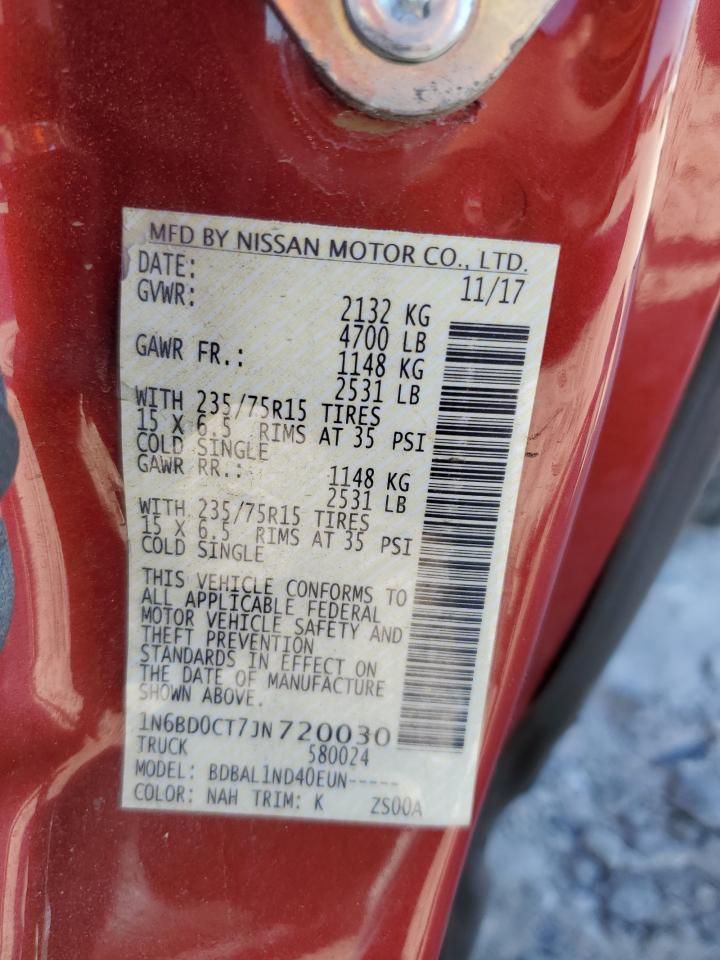 MFD BY NISSAN MOTOR CO., LTD.
DATE: 11/17
GVWR: 2132 KG
4700 LB
GAWR FR.: 1148 KG
2531 LB
WITH 235/75R15 TIRES
15 X 6.5 RIMS AT 35 PSI
COLD SINGLE
GAWR RR.: 1148 KG
2531 LB
WITH 235/75R15 TIRES
15 X 6.5 RIMS AT 35 PSI
COLD SINGLE
THIS VEHICLE CONFORMS TO
ALL APPLICABLE FEDERAL
MOTOR VEHICLE SAFETY AND
THEFT PREVENTION
STANDARDS IN EFFECT ON
THE DATE OF MANUFACTURE
SHOWN ABOVE.
1N6BD0CT7JN720030
TRUCK 580024
MODEL: BDBAL1ND40EUN-----
COLOR: NAH TRIM: K ZS00A